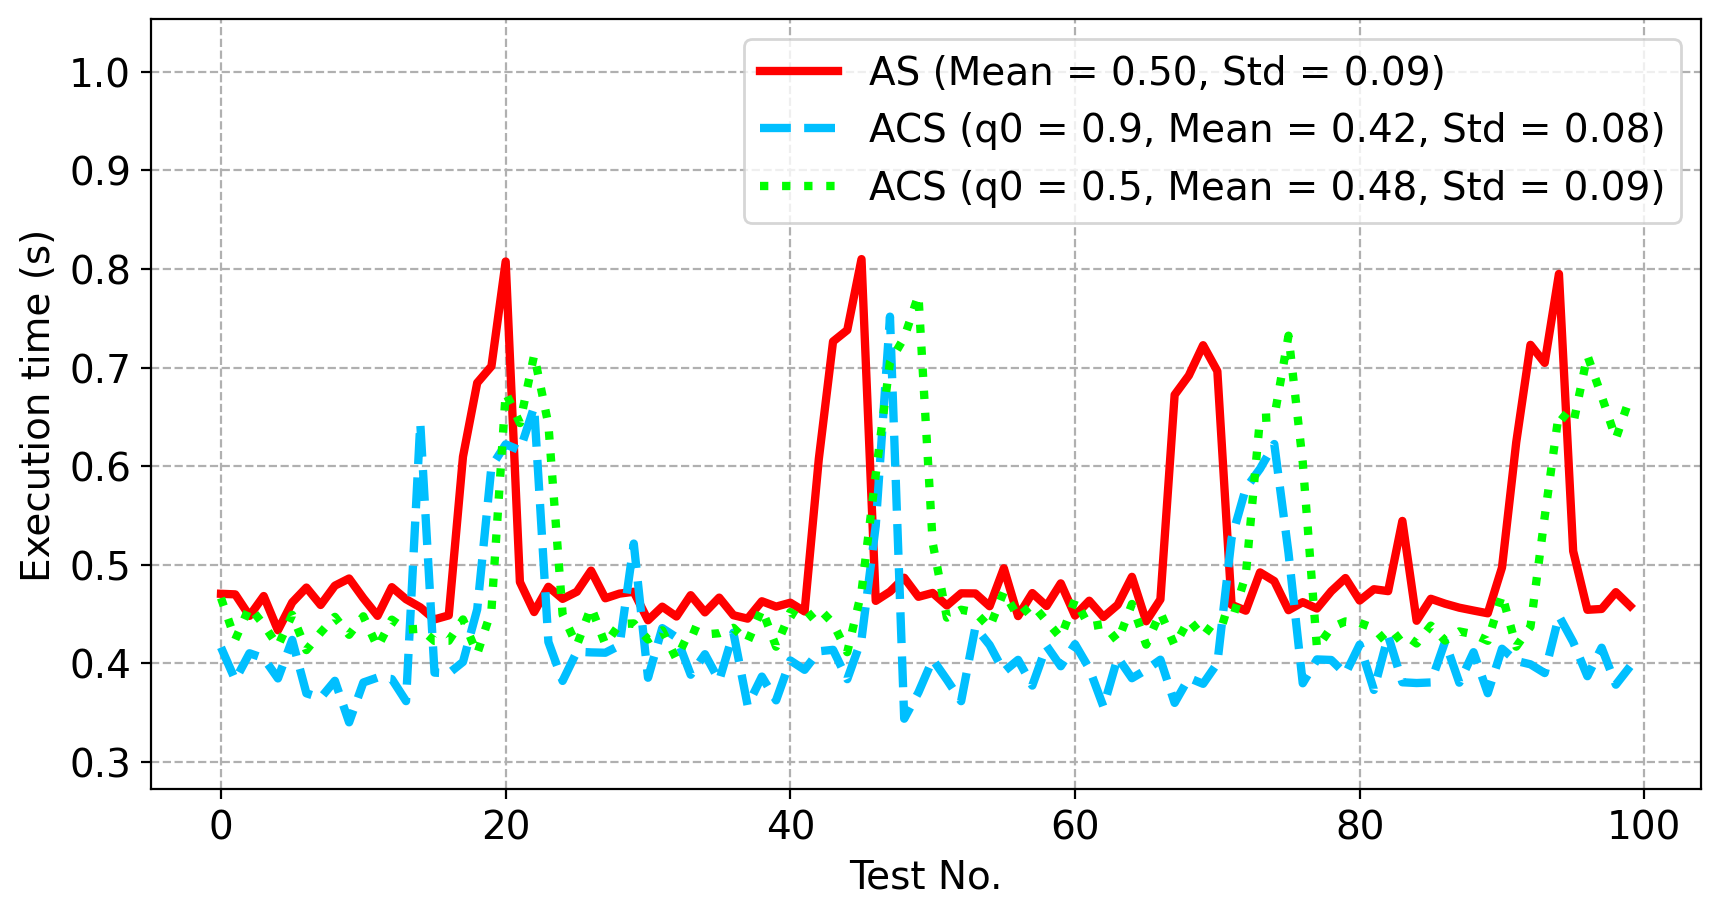 AS (Mean = 0.50, Std = 0.09)
ACS (q0 = 0.9, Mean = 0.42, Std = 0.08)
ACS (q0 = 0.5, Mean = 0.48, Std = 0.09)
1.0
0.9
0.8
0.7
0.6
0.5
0.4
0.3
Execution time (s)
0 20 40 60 80 100
Test No.